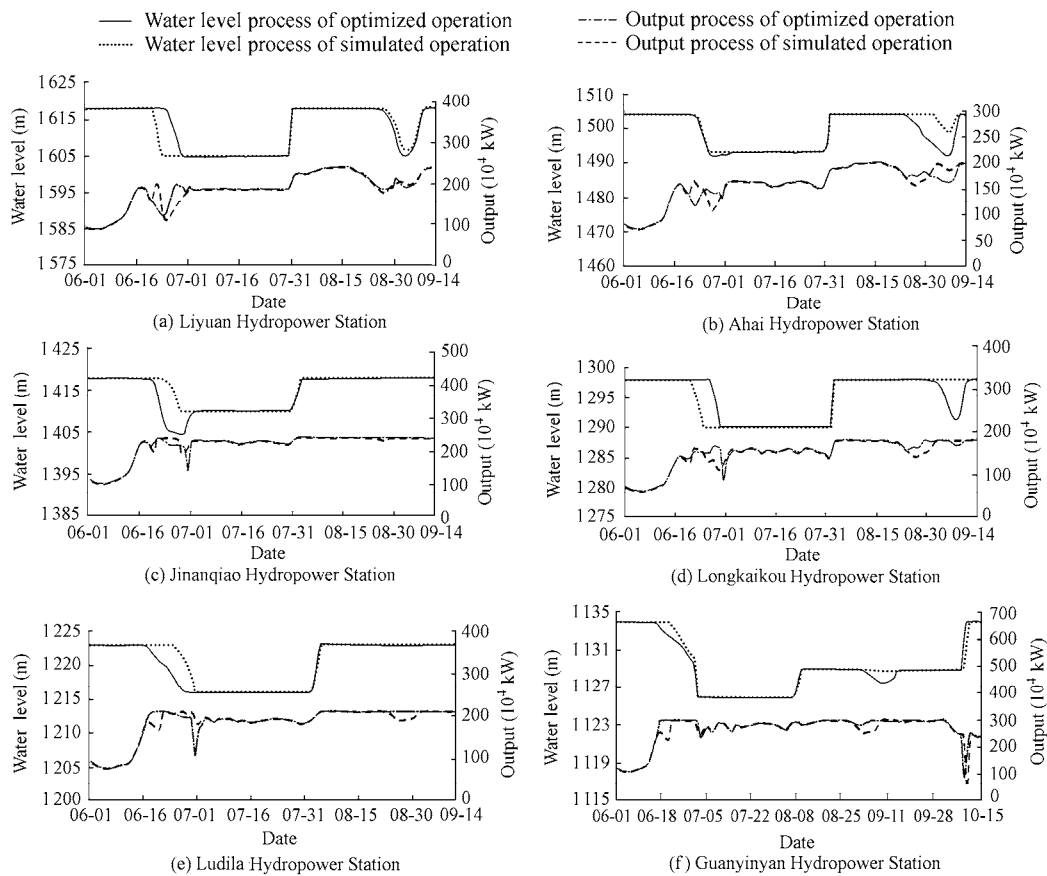 Water level process of optimized operation
Water level process of simulated operation
Output process of optimized operation
Output process of simulated operation
1 625
1 615
1 605
1 595
1 585
1 575
Water level (m)
400
300
200
100
0
Output (10⁴ kW)
06-01 06-16 07-01 07-16 07-31 08-15 08-30 09-14
Date
(a) Liyuan Hydropower Station
1 510
1 500
1 490
1 480
1 470
1 460
Water level (m)
300
250
200
150
100
50
0
Output (10⁴ kW)
06-01 06-16 07-01 07-16 07-31 08-15 08-30 09-14
Date
(b) Ahai Hydropower Station
1 425
1 415
1 405
1 395
1 385
Water level (m)
500
400
300
200
100
0
Output (10⁴ kW)
06-01 06-16 07-01 07-16 07-31 08-15 08-30 09-14
Date
(c) Jinanqiao Hydropower Station
1 300
1 295
1 290
1 285
1 280
1 275
Water level (m)
400
300
200
100
0
Output (10⁴ kW)
06-01 06-16 07-01 07-16 07-31 08-15 08-30 09-14
Date
(d) Longkaikou Hydropower Station
1 225
1 220
1 215
1 210
1 205
1 200
Water level (m)
400
300
200
100
0
Output (10⁴ kW)
06-01 06-16 07-01 07-16 07-31 08-15 08-30 09-14
Date
(e) Ludila Hydropower Station
1 135
1 131
1 127
1 123
1 119
1 115
Water level (m)
700
600
500
400
300
200
100
0
Output (10⁴ kW)
06-01 06-18 07-05 07-22 08-08 08-25 09-11 09-28 10-15
Date
(f) Guanyinyan Hydropower Station